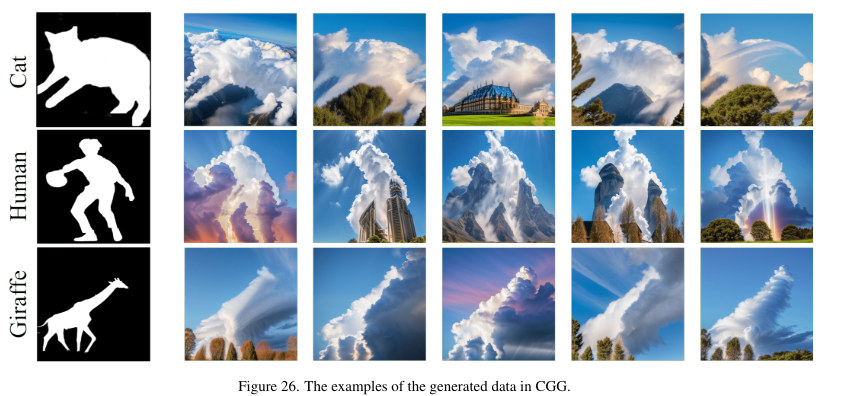 Cat
Human
Giraffe
Figure 26. The examples of the generated data in CGG.